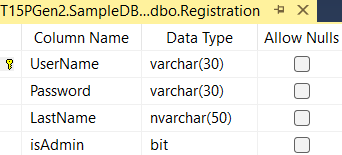 T15PGen2.SampleDB...dbo.Registration
Column Name Data Type Allow Nulls
UserName varchar(30)
Password varchar(30)
LastName nvarchar(50)
isAdmin bit